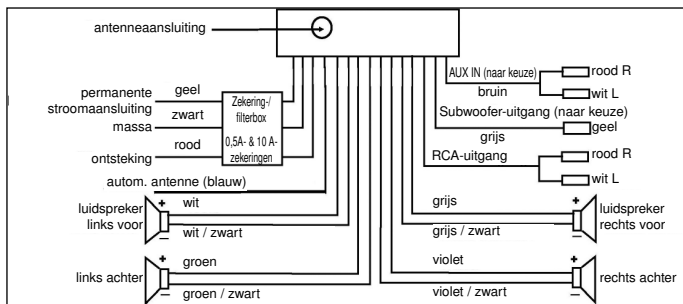 antenneaansluiting
AUX IN (naar keuze)
bruin
rood R
wit L
Subwoofer-uitgang (naar keuze)
grijs
geel
RCA-uitgang
rood R
wit L
permanente
stroomaansluiting
geel
zwart
massa
rood
ontsteking
Zekering-/
filterbox
0,5A- & 10 A-
zekeringen
autom. antenne (blauw)
luidspreker
links voor
+
wit
–
wit / zwart
grijs
+
grijs / zwart
–
luidspreker
rechts voor
links achter
+
groen
–
groen / zwart
violet
+
violet / zwart
–
rechts achter